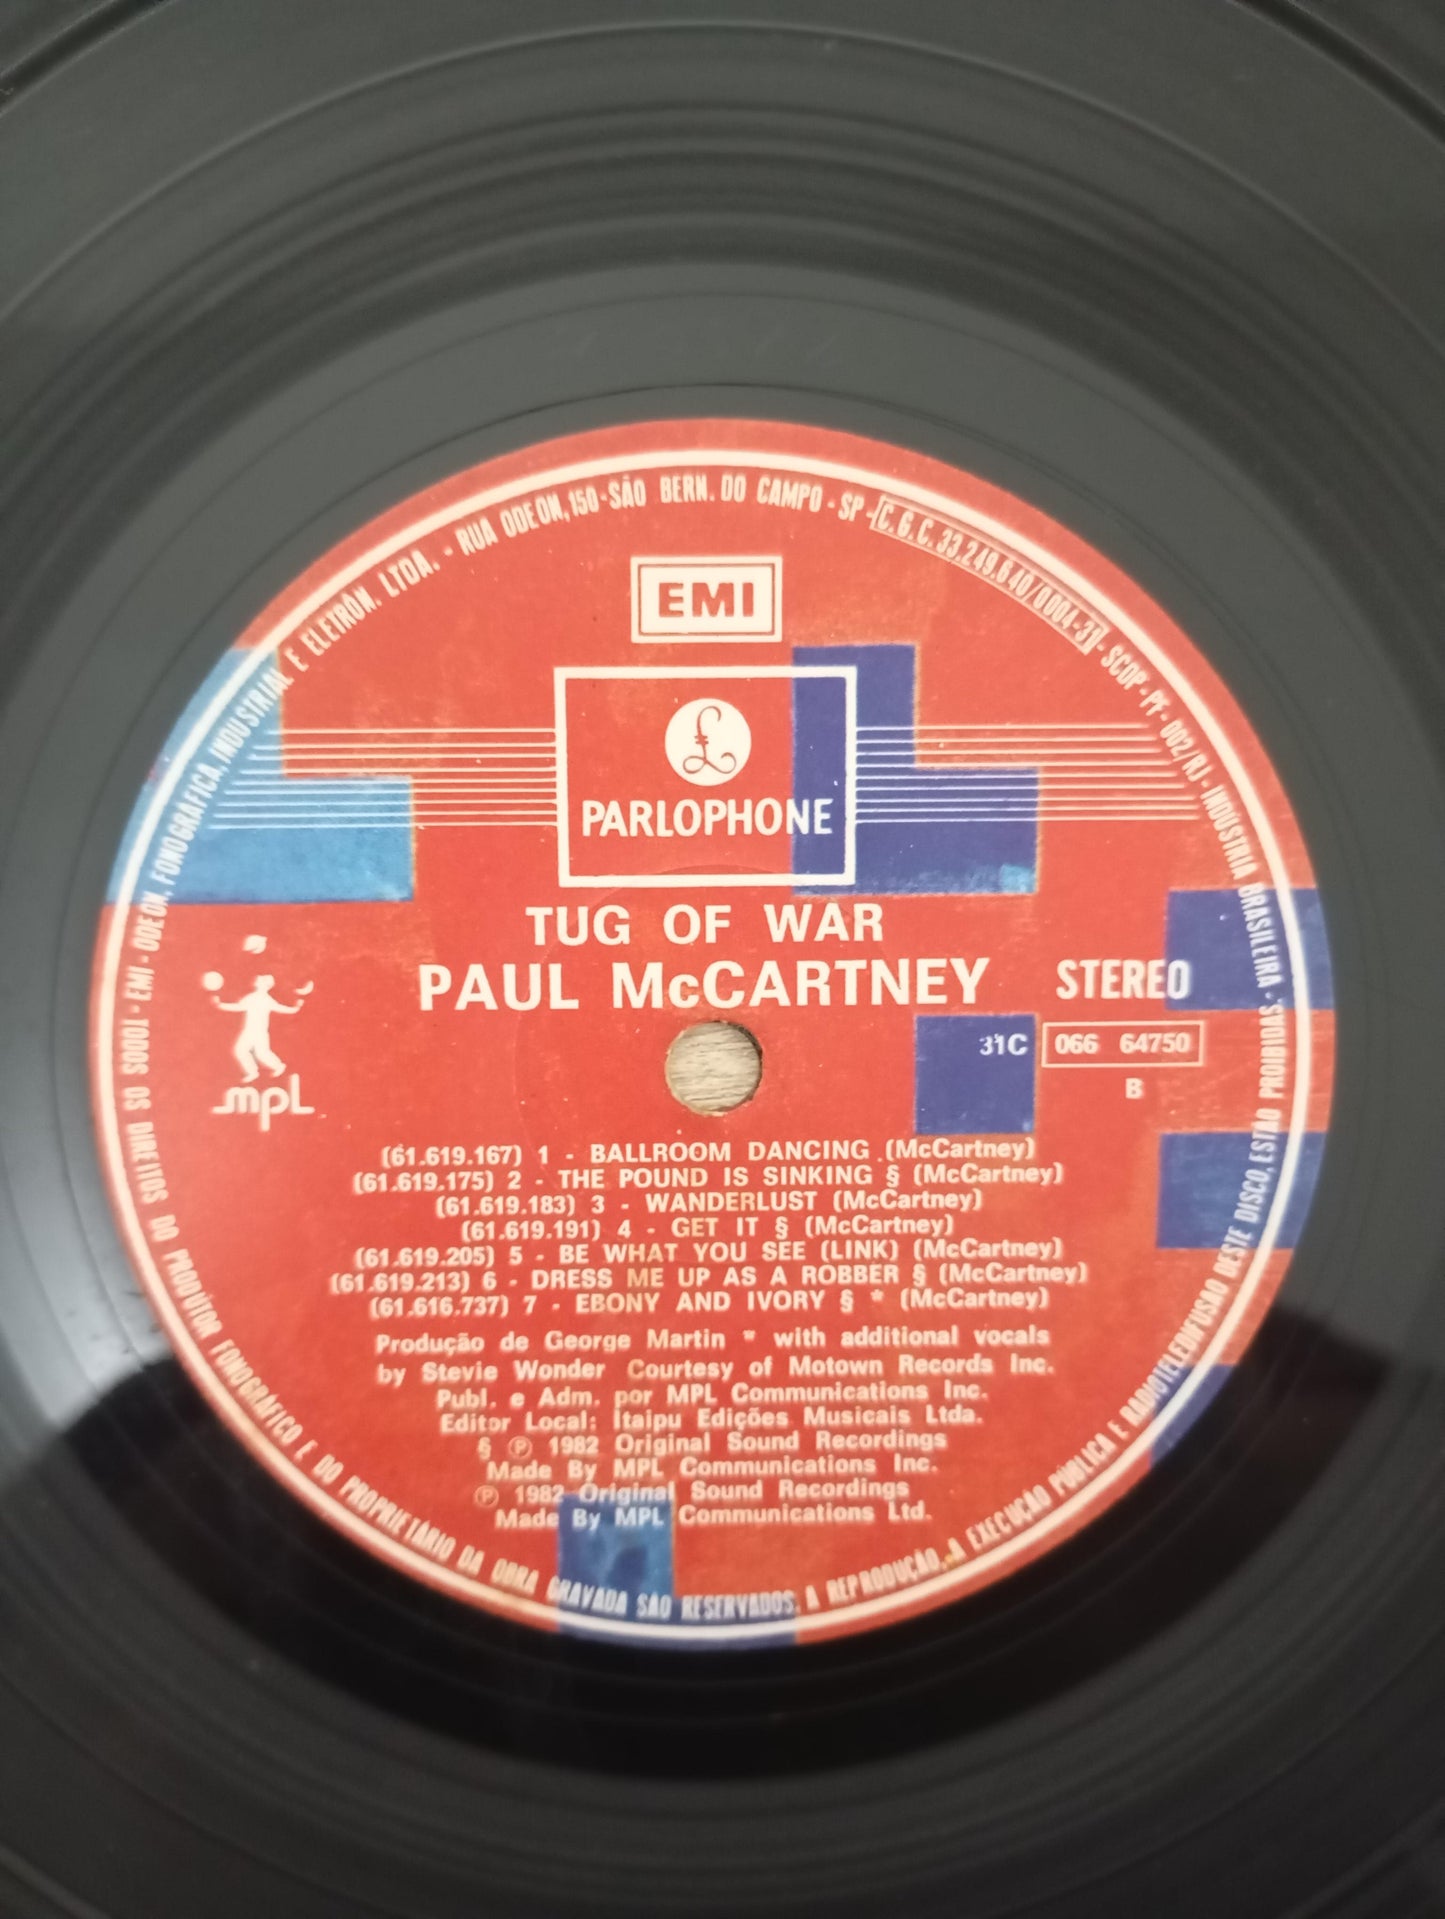 EMI - ODEON, FONOGRÁFICA, INDUSTRIAL E ELETRÔN. LTDA. - RUA ODEON, 150 - SÃO BERN. DO CAMPO - SP - C.G.C. 33.249.640/0004-31 - SCDP - PF - 002/RJ - INDÚSTRIA BRASILEIRA -
TODOS OS DIREITOS DO PRODUTOR FONOGRÁFICO E DO PROPRIETÁRIO DA OBRA GRAVADA SÃO RESERVADOS. A REPRODUÇÃO, A EXECUÇÃO PÚBLICA E RADIOTELEDIFUSÃO DESTE DISCO, ESTÃO PROIBIDAS.
EMI
£
PARLOPHONE
TUG OF WAR
PAUL McCARTNEY
STEREO
31C 066 64750
B
mpL
(61.619.167) 1 - BALLROOM DANCING (McCartney)
(61.619.175) 2 - THE POUND IS SINKING § (McCartney)
(61.619.183) 3 - WANDERLUST (McCartney)
(61.619.191) 4 - GET IT § (McCartney)
(61.619.205) 5 - BE WHAT YOU SEE (LINK) (McCartney)
(61.619.213) 6 - DRESS ME UP AS A ROBBER § (McCartney)
(61.616.737) 7 - EBONY AND IVORY § * (McCartney)
Produção de George Martin * with additional vocals
by Stevie Wonder Courtesy of Motown Records Inc.
Publ. e Adm. por MPL Communications Inc.
Editor Local: Itaipu Edições Musicais Ltda.
§ ℗ 1982 Original Sound Recordings
Made By MPL Communications Inc.
℗ 1982 Original Sound Recordings
Made By MPL Communications Ltd.